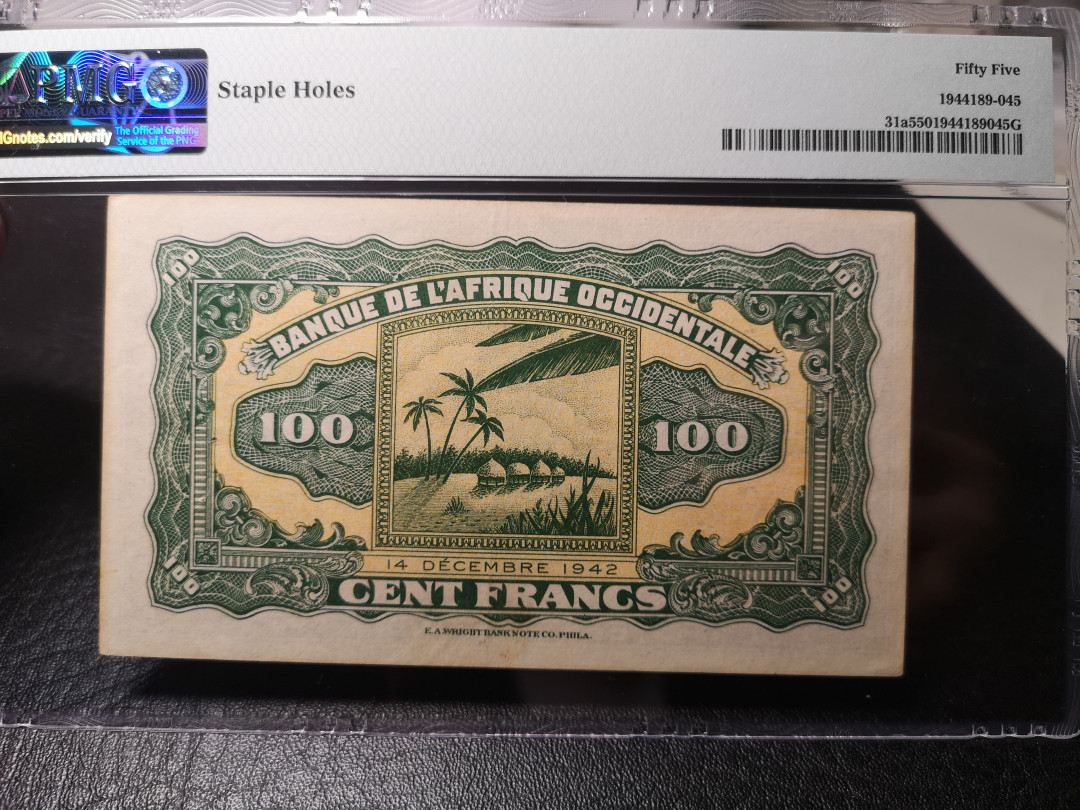 PMG
Staple Holes
Gnotes.com/verify
The Official Grading
Service of the PNG
Fifty Five
1944189-045
31a5501944189045G
100
100
BANQUE DE L'AFRIQUE OCCIDENTALE
100
100
14 DÉCEMBRE 1942
100
100
CENT FRANCS
E. A. WRIGHT BANK NOTE CO. PHILA.